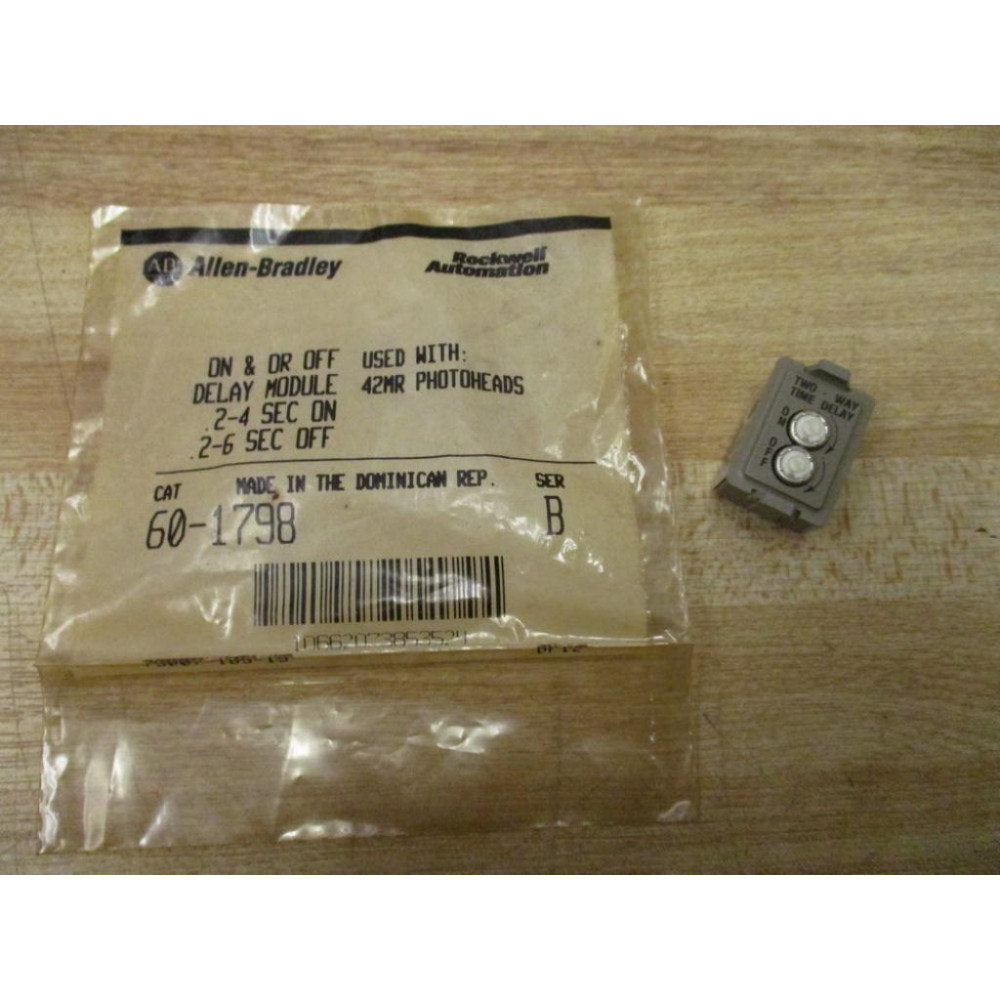 AB Allen-Bradley
Rockwell
Automation
ON & OR OFF
DELAY MODULE
.2-4 SEC ON
.2-6 SEC OFF
USED WITH:
42MR PHOTOHEADS
MADE IN THE DOMINICAN REP.
CAT
60-1798
SER
B
TWO WAY
TIME DELAY
ON
OFF